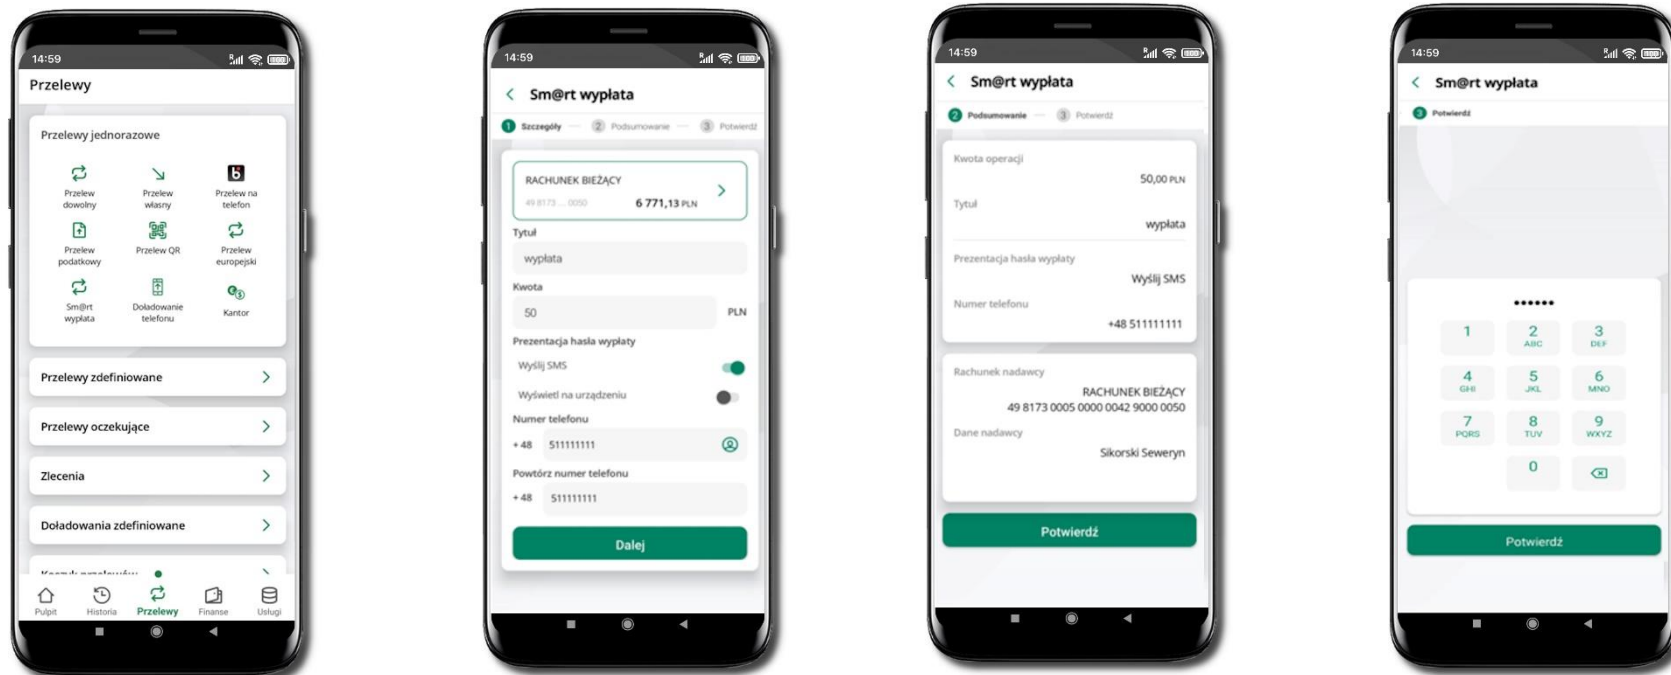 14:59
Przelewy
Przelewy jednorazowe
Przelew
dowolny
Przelew
własny
Przelew na
telefon
Przelew
podatkowy
Przelew QR
Przelew
europejski
Sm@rt
wypłata
Doładowanie
telefonu
Kantor
Przelewy zdefiniowane
Przelewy oczekujące
Zlecenia
Doładowania zdefiniowane
Koszyk przelewów
Pulpit
Historia
Przelewy
Finanse
Usługi
14:59
Sm@rt wypłata
1 Szczegóły
2 Podsumowanie
3 Potwierdź
RACHUNEK BIEŻĄCY
49 8173 ... 0050
6 771,13 PLN
Tytuł
wypłata
Kwota
50
PLN
Prezentacja hasła wypłaty
Wyślij SMS
Wyświetl na urządzeniu
Numer telefonu
+ 48 511111111
Powtórz numer telefonu
+ 48 511111111
Dalej
14:59
Sm@rt wypłata
2 Podsumowanie
3 Potwierdź
Kwota operacji
50,00 PLN
Tytuł
wypłata
Prezentacja hasła wypłaty
Wyślij SMS
Numer telefonu
+48 511111111
Rachunek nadawcy
RACHUNEK BIEŻĄCY
49 8173 0005 0000 0042 9000 0050
Dane nadawcy
Sikorski Seweryn
Potwierdź
14:59
Sm@rt wypłata
3 Potwierdź
1
2
ABC
3
DEF
4
GHI
5
JKL
6
MNO
7
PQRS
8
TUV
9
WXYZ
0
Potwierdź